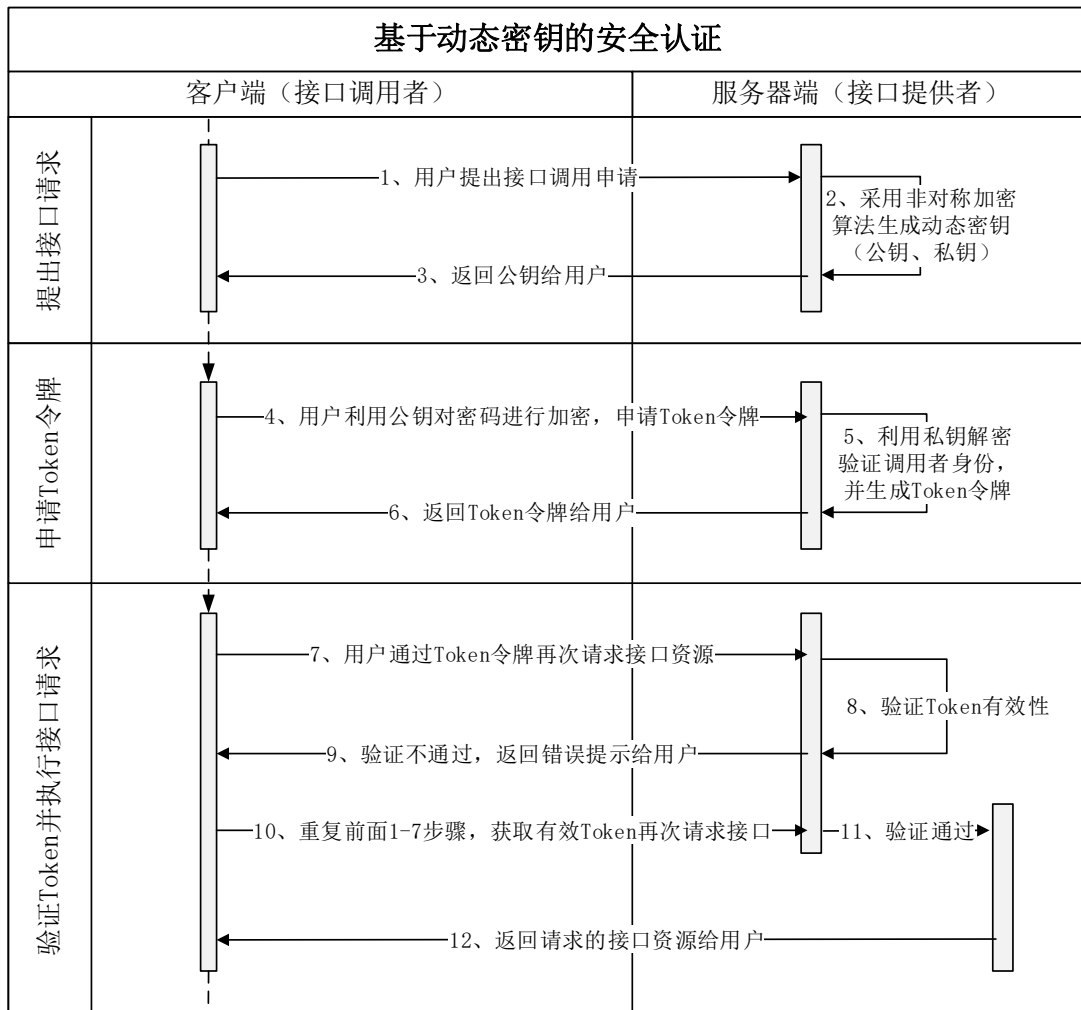 基于动态密钥的安全认证
客户端（接口调用者）
服务器端（接口提供者）
提出接口请求
1、用户提出接口调用申请
2、采用非对称加密
算法生成动态密钥
（公钥、私钥）
3、返回公钥给用户
申请Token令牌
4、用户利用公钥对密码进行加密，申请Token令牌
5、利用私钥解密
验证调用者身份，
并生成Token令牌
6、返回Token令牌给用户
验证Token并执行接口请求
7、用户通过Token令牌再次请求接口资源
8、验证Token有效性
9、验证不通过，返回错误提示给用户
10、重复前面1-7步骤，获取有效Token再次请求接口
11、验证通过
12、返回请求的接口资源给用户